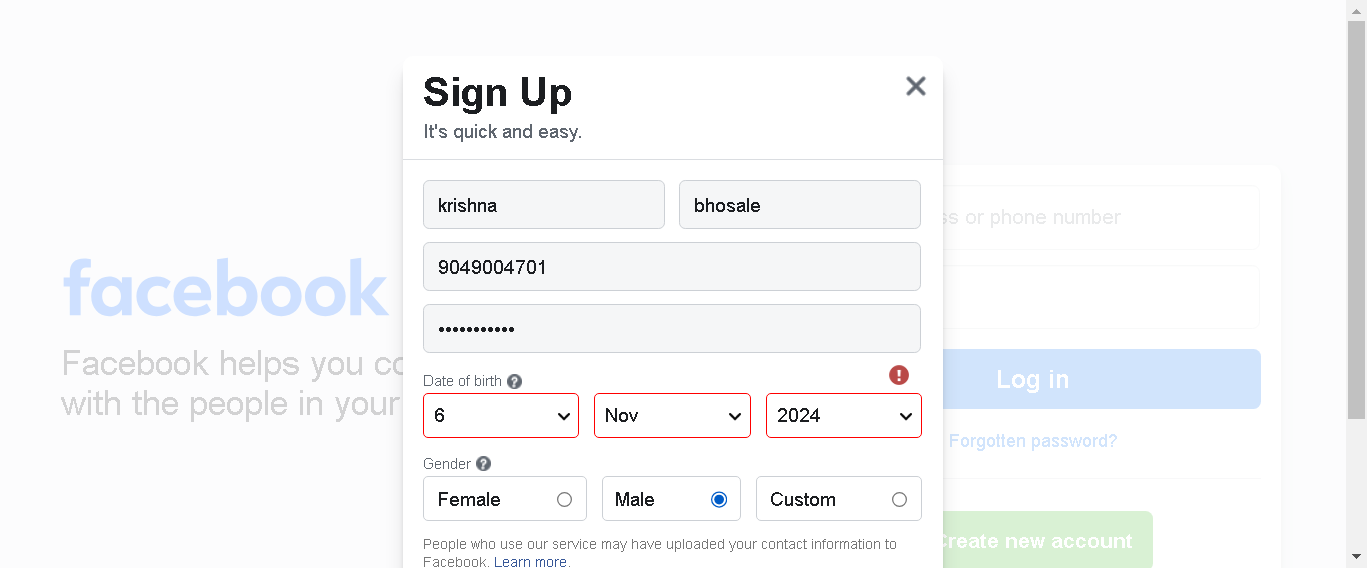 Sign Up
It's quick and easy.
krishna bhosale
9049004701
•••••••••••
Date of birth ?
6 Nov 2024
Gender ?
Female Male Custom
People who use our service may have uploaded your contact information to
Facebook. Learn more.
facebook
Facebook helps you co
with the people in your
ss or phone number
Log in
Forgotten password?
Create new account